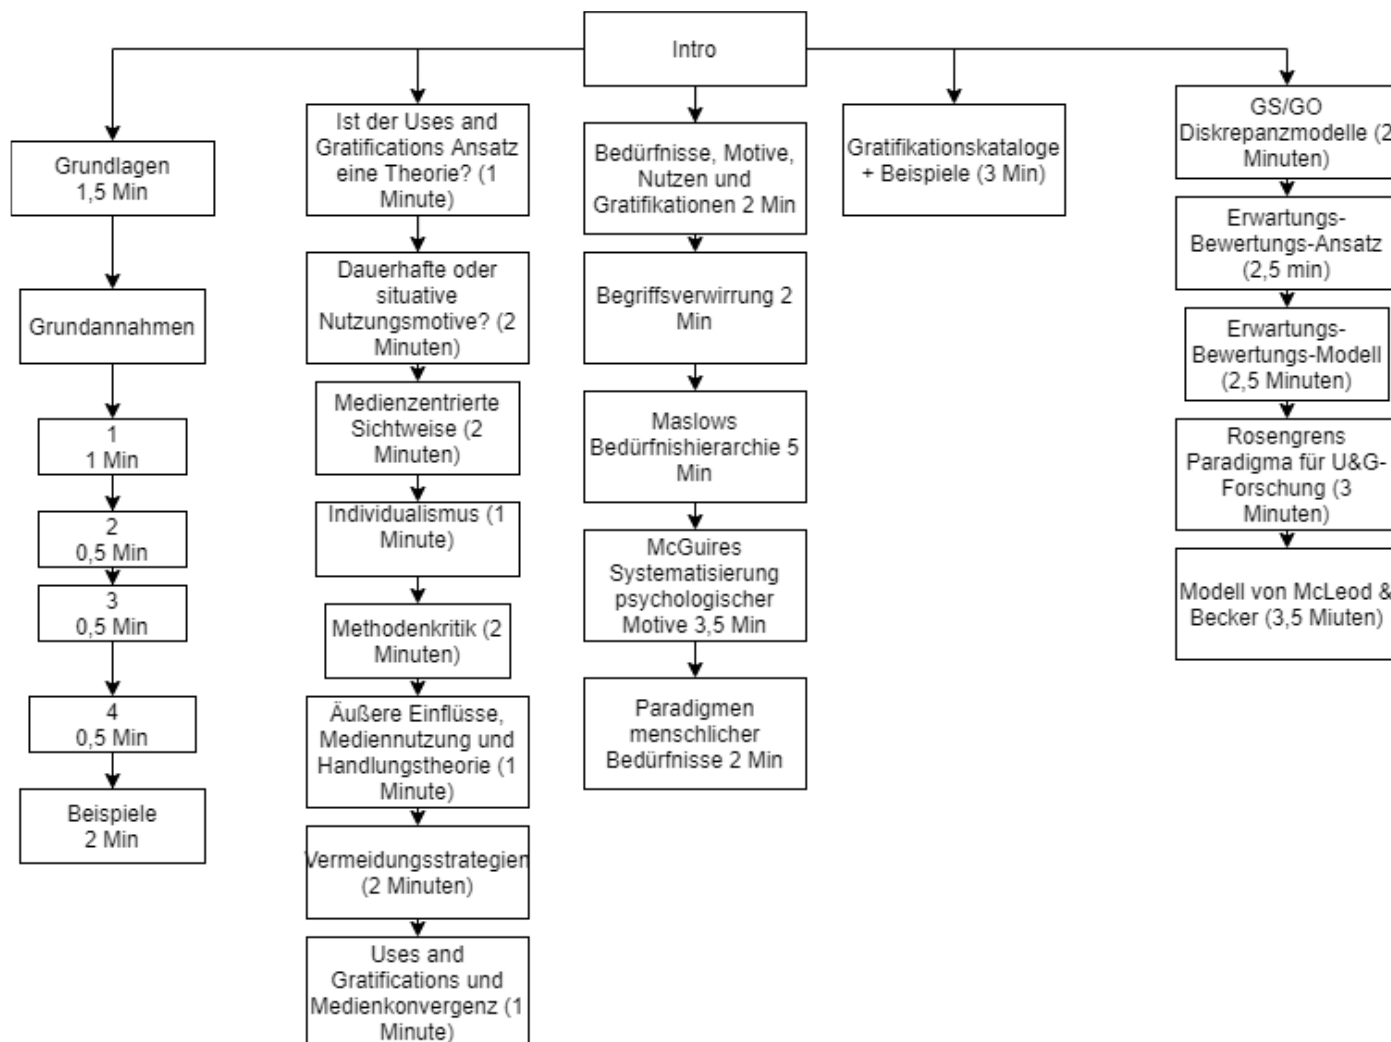 Intro
Grundlagen
1,5 Min
Grundannahmen
1
1 Min
2
0,5 Min
3
0,5 Min
4
0,5 Min
Beispiele
2 Min
Ist der Uses and
Gratifications Ansatz
eine Theorie? (1
Minute)
Dauerhafte oder
situative
Nutzungsmotive? (2
Minuten)
Medienzentrierte
Sichtweise (2
Minuten)
Individualismus (1
Minute)
Methodenkritik (2
Minuten)
Äußere Einflüsse,
Mediennutzung und
Handlungstheorie (1
Minute)
Vermeidungsstrategien
(2 Minuten)
Uses and
Gratifications und
Medienkonvergenz (1
Minute)
Bedürfnisse, Motive,
Nutzen und
Gratifikationen 2 Min
Begriffsverwirrung 2
Min
Maslows
Bedürfnishierarchie 5
Min
McGuires
Systematisierung
psychologischer
Motive 3,5 Min
Paradigmen
menschlicher
Bedürfnisse 2 Min
Gratifikationskataloge
+ Beispiele (3 Min)
GS/GO
Diskrepanzmodelle (2
Minuten)
Erwartungs-
Bewertungs-Ansatz
(2,5 min)
Erwartungs-
Bewertungs-Modell
(2,5 Minuten)
Rosengrens
Paradigma für U&G-
Forschung (3
Minuten)
Modell von McLeod &
Becker (3,5 Miuten)